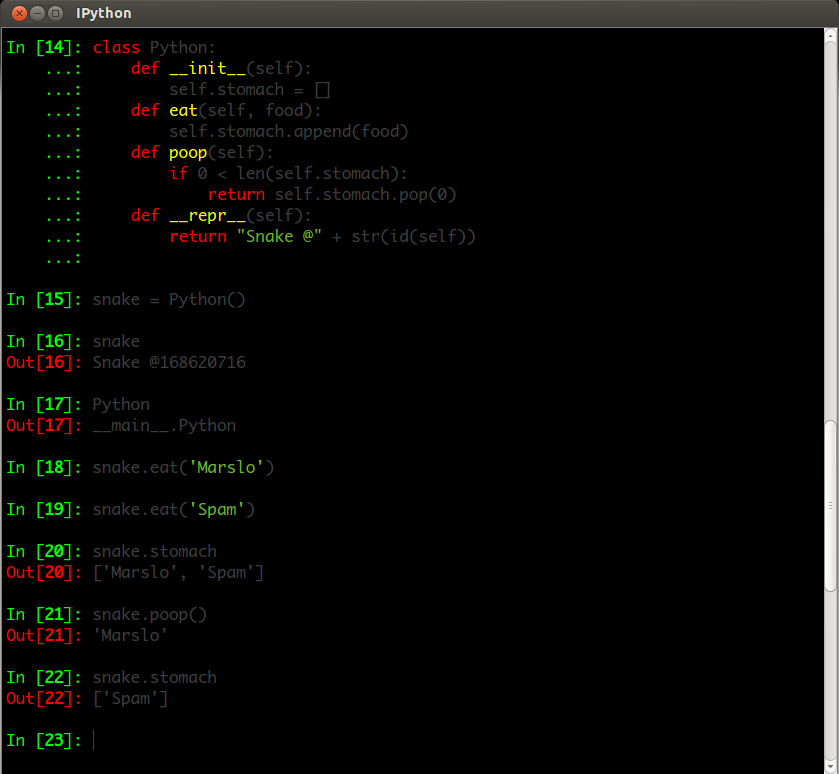 IPython
In [14]: class Python:
   ...:     def __init__(self):
   ...:         self.stomach = []
   ...:     def eat(self, food):
   ...:         self.stomach.append(food)
   ...:     def poop(self):
   ...:         if 0 < len(self.stomach):
   ...:             return self.stomach.pop(0)
   ...:     def __repr__(self):
   ...:         return "Snake @" + str(id(self))
   ...:
In [15]: snake = Python()
In [16]: snake
Out[16]: Snake @168620716
In [17]: Python
Out[17]: __main__.Python
In [18]: snake.eat('Marslo')
In [19]: snake.eat('Spam')
In [20]: snake.stomach
Out[20]: ['Marslo', 'Spam']
In [21]: snake.poop()
Out[21]: 'Marslo'
In [22]: snake.stomach
Out[22]: ['Spam']
In [23]: